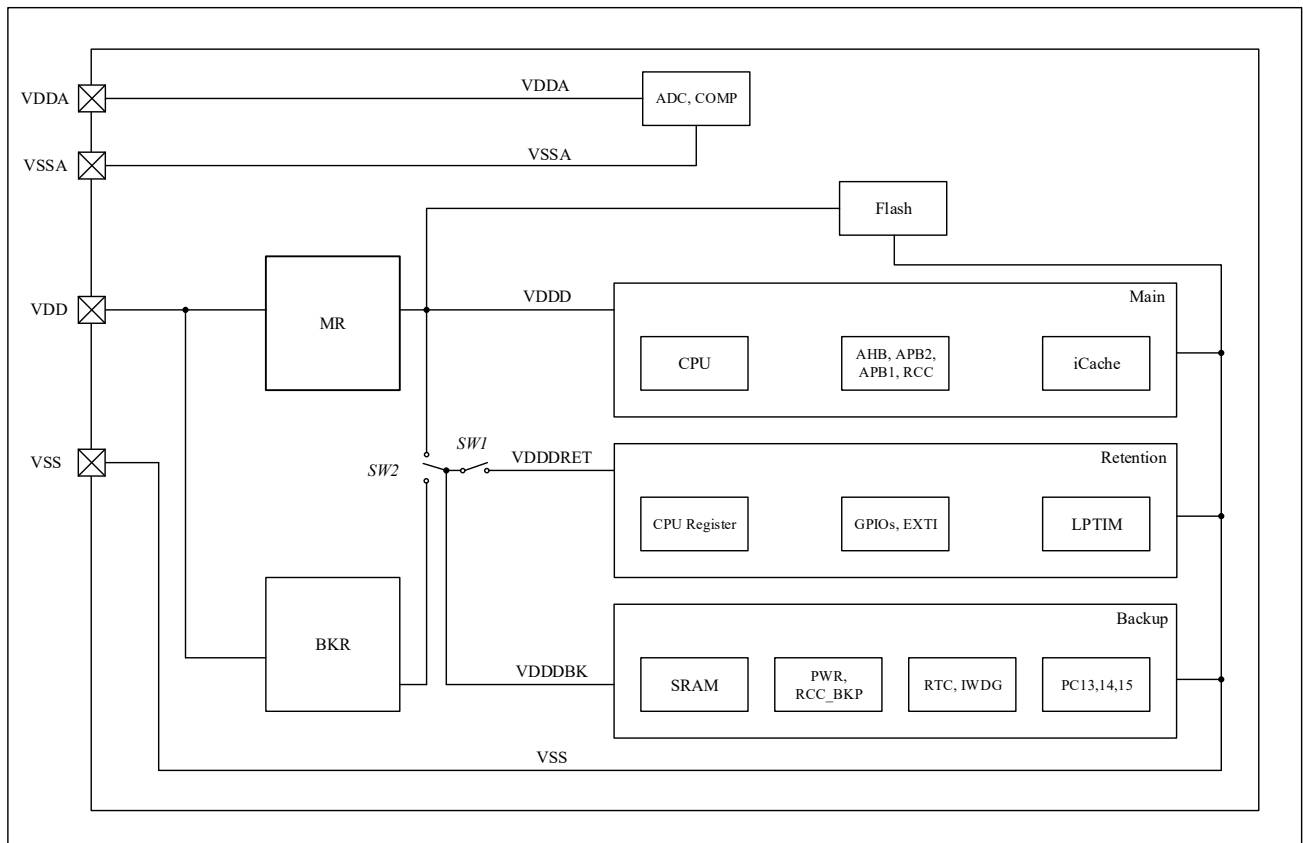 VDDA
VDDA
ADC, COMP
VSSA
VSSA
Flash
VDD
MR
VDDD
Main
CPU
AHB, APB2,
APB1, RCC
iCache
VSS
SW2
SW1
VDDDRET
Retention
CPU Register
GPIOs, EXTI
LPTIM
BKR
VDDDBK
Backup
SRAM
PWR,
RCC_BKP
RTC, IWDG
PC13,14,15
VSS